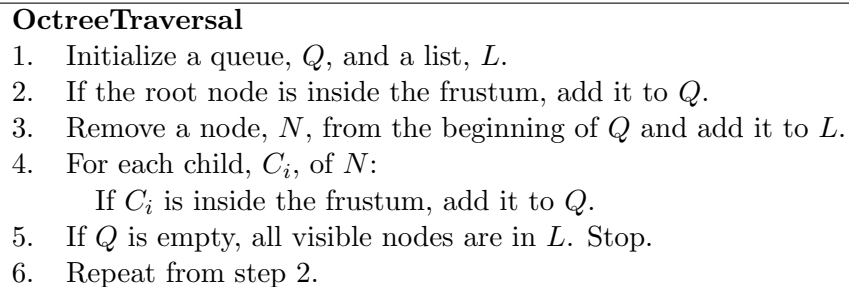 OctreeTraversal
1. Initialize a queue, Q, and a list, L.
2. If the root node is inside the frustum, add it to Q.
3. Remove a node, N, from the beginning of Q and add it to L.
4. For each child, Cᵢ, of N:
If Cᵢ is inside the frustum, add it to Q.
5. If Q is empty, all visible nodes are in L. Stop.
6. Repeat from step 2.